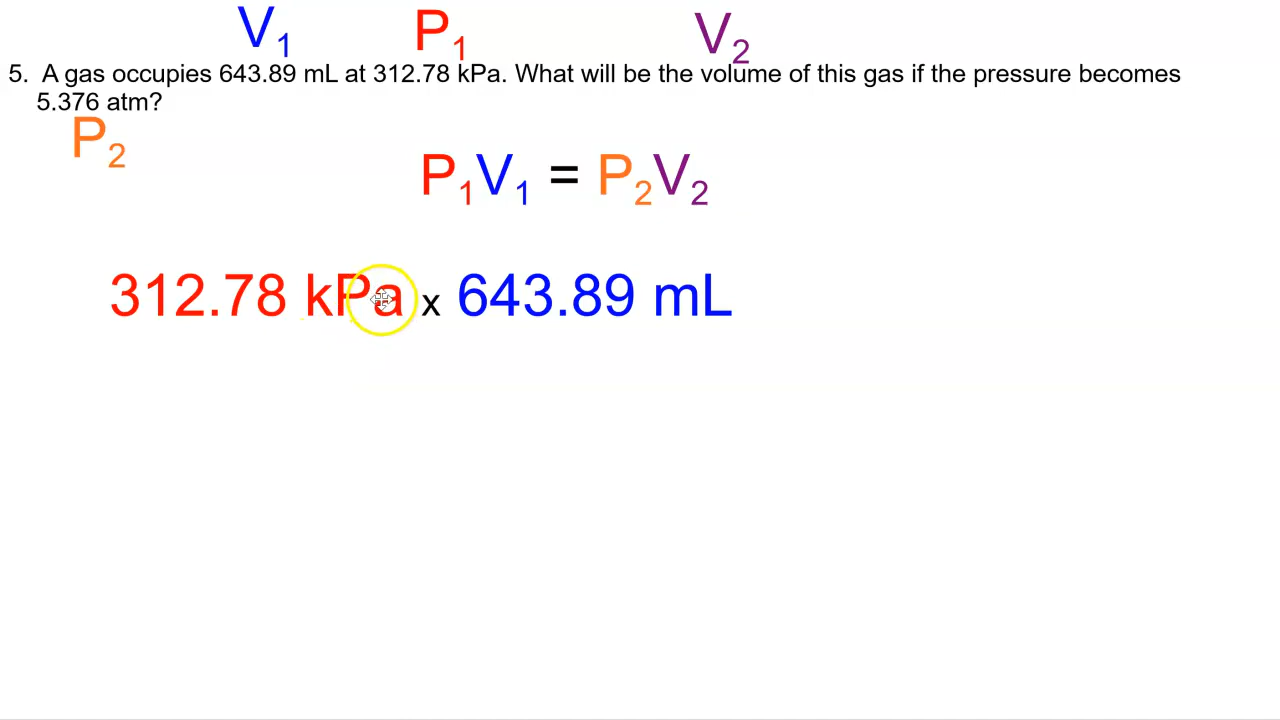 V₁ P₁ V₂
5. A gas occupies 643.89 mL at 312.78 kPa. What will be the volume of this gas if the pressure becomes
5.376 atm?
P₂
P₁V₁ = P₂V₂
312.78 kPa x 643.89 mL